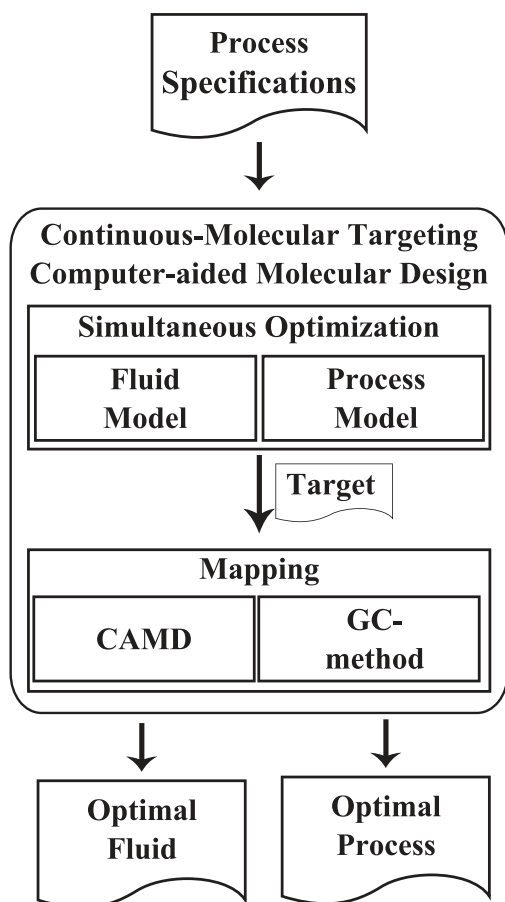 Process
Specifications
Continuous-Molecular Targeting
Computer-aided Molecular Design
Simultaneous Optimization
Fluid
Model
Process
Model
Target
Mapping
CAMD
GC-
method
Optimal
Fluid
Optimal
Process